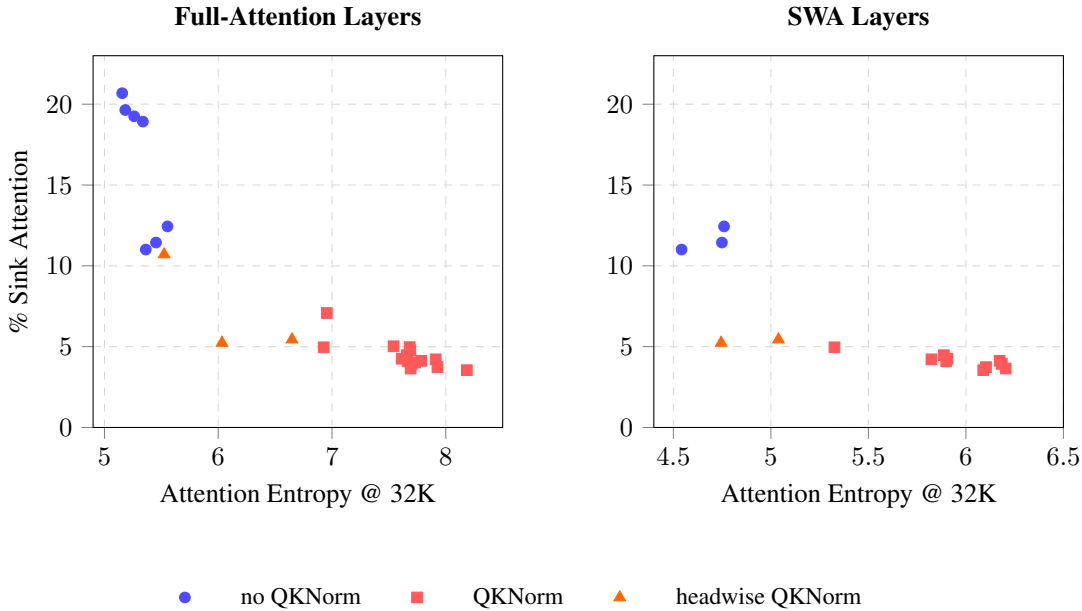 Full-Attention Layers
SWA Layers
% Sink Attention
20
15
10
5
0
5
6
7
8
Attention Entropy @ 32K
20
15
10
5
0
4.5
5
5.5
6
6.5
Attention Entropy @ 32K
no QKNorm
QKNorm
headwise QKNorm